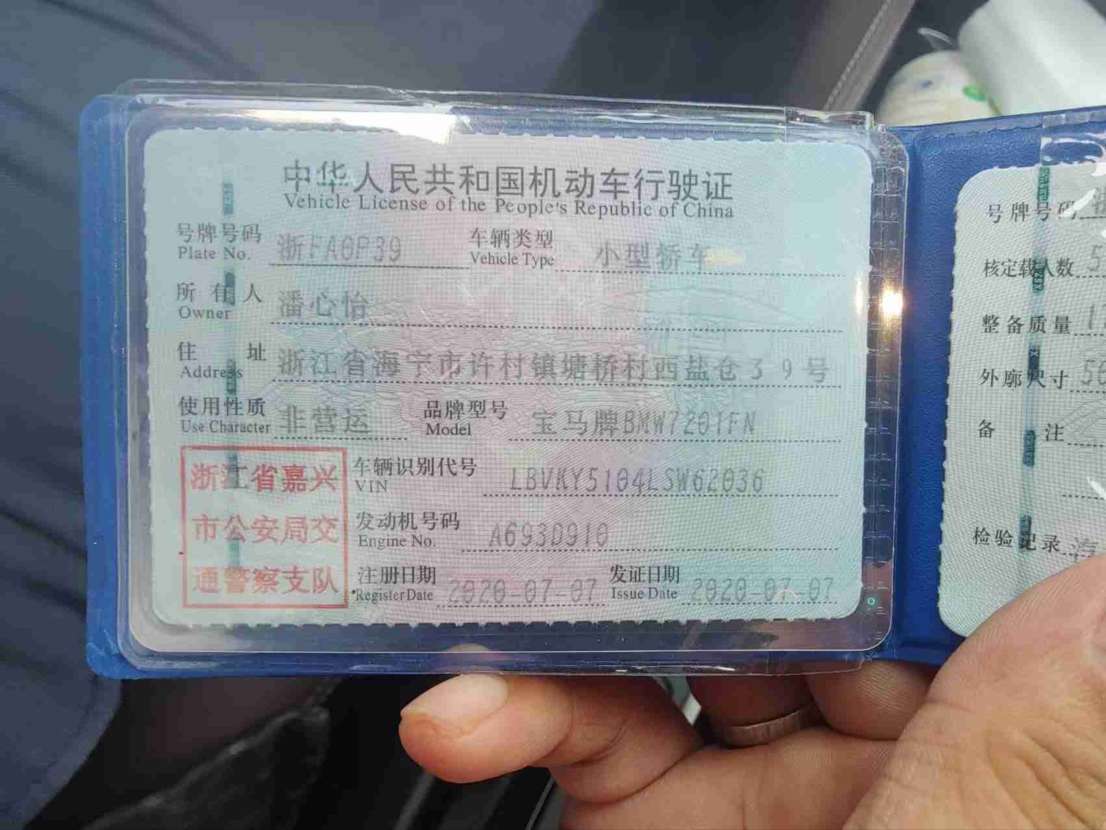 中华人民共和国机动车行驶证
Vehicle License of the People's Republic of China
号牌号码 浙FA0P39 车辆类型 小型轿车
Plate No. Vehicle Type
所有人 潘心怡
Owner
住址 浙江省海宁市许村镇塘桥村西盐仓39号
Address
使用性质 非营运 品牌型号 宝马牌BMW7201FN
Use Character Model
浙江省嘉兴
市公安局交
通警察支队
车辆识别代号 LBVKY5104LSW62036
VIN
发动机号码 A693D910
Engine No.
注册日期 2020-07-07 发证日期 2020-07-07
Register Date Issue Date
号牌号码
核定载人数 5
整备质量
外廓尺寸
备注
检验记录